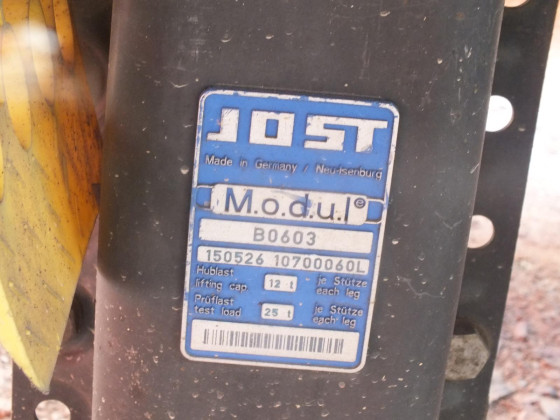 JOST
Made in Germany / Neu-Isenburg
M.o.d.u.l®
B0603
150526 10700060L
Hublast 12 t je Stütze
lifting cap. each leg
Prüflast 25 t je Stütze
test load each leg